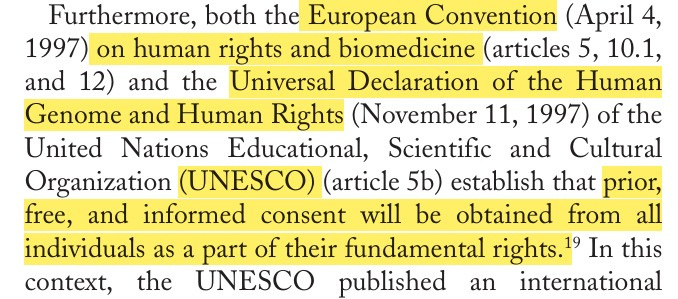 Furthermore, both the European Convention (April 4,
1997) on human rights and biomedicine (articles 5, 10.1,
and 12) and the Universal Declaration of the Human
Genome and Human Rights (November 11, 1997) of the
United Nations Educational, Scientific and Cultural
Organization (UNESCO) (article 5b) establish that prior,
free, and informed consent will be obtained from all
individuals as a part of their fundamental rights.¹⁹ In this
context, the UNESCO published an international